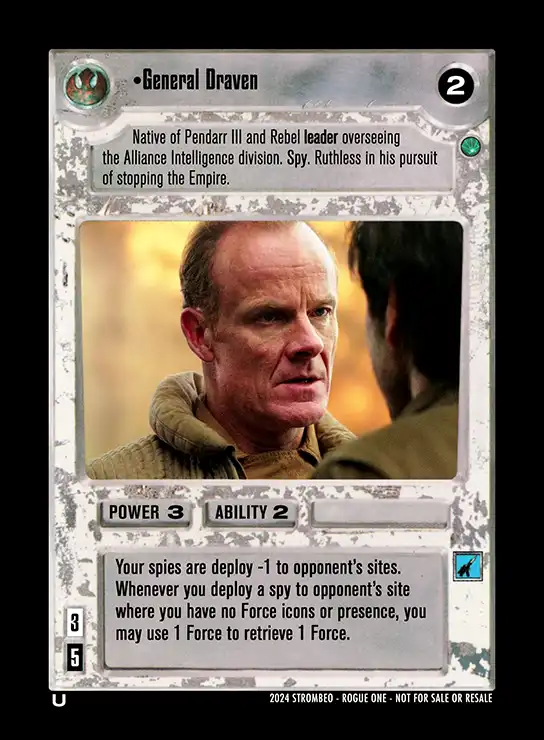 •General Draven
2
Native of Pendarr III and Rebel leader overseeing
the Alliance Intelligence division. Spy. Ruthless in his pursuit
of stopping the Empire.
POWER 3 ABILITY 2
Your spies are deploy -1 to opponent's sites.
Whenever you deploy a spy to opponent's site
where you have no Force icons or presence, you
may use 1 Force to retrieve 1 Force.
3
5
U
2024 STROMBEO - ROGUE ONE - NOT FOR SALE OR RESALE